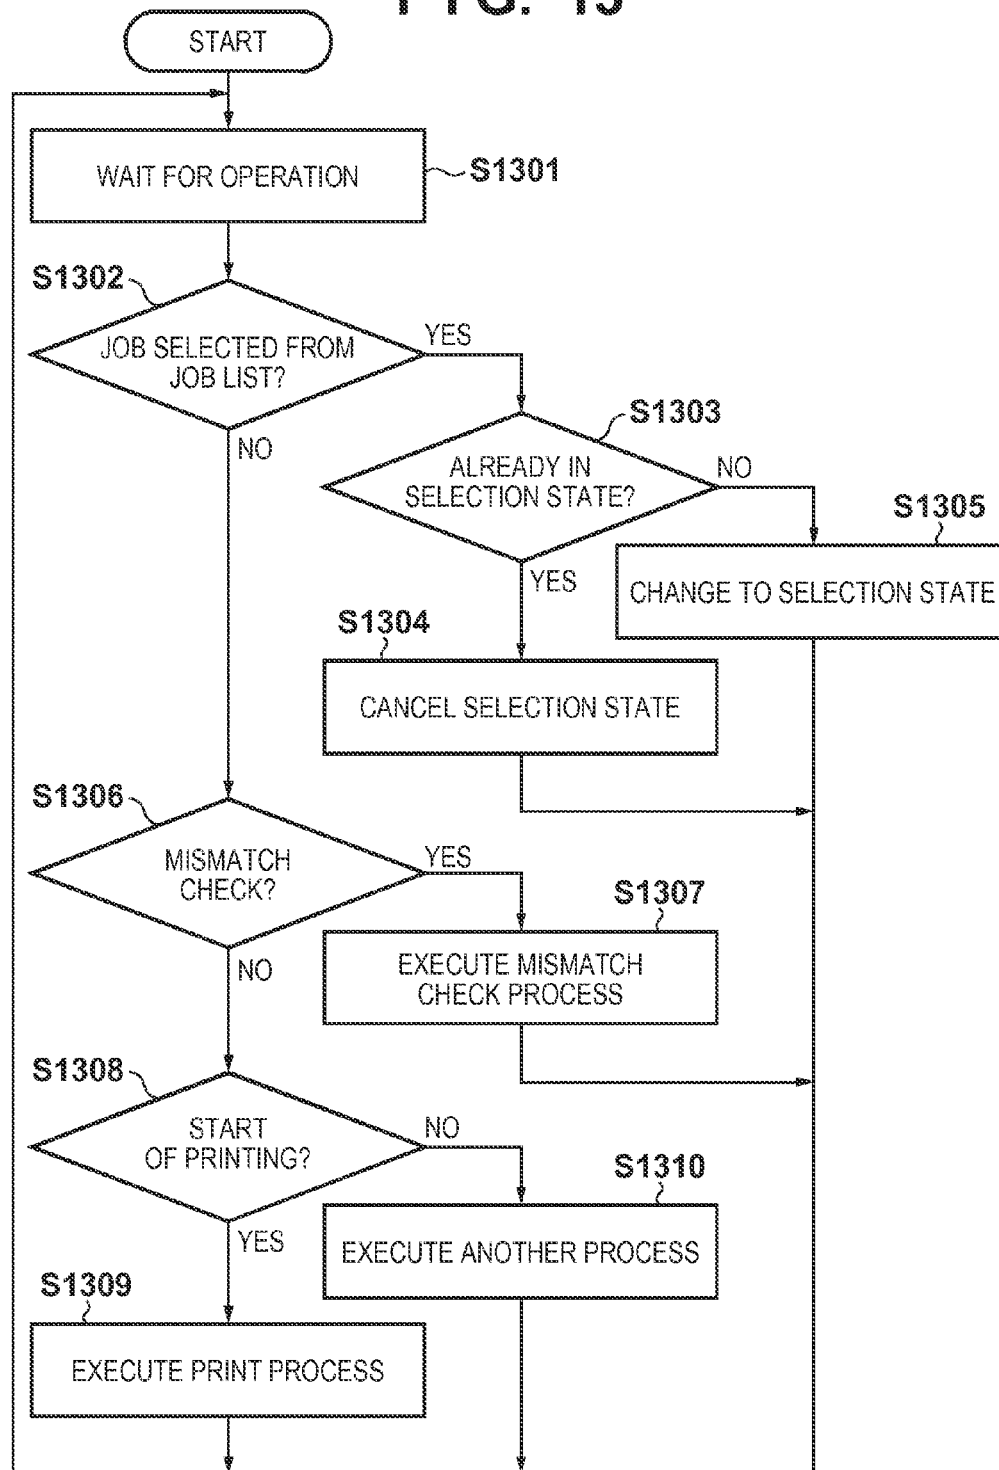 FIG. 13
START
WAIT FOR OPERATION
S1301
S1302
JOB SELECTED FROM
JOB LIST?
YES
NO
S1303
ALREADY IN
SELECTION STATE?
NO
YES
S1305
CHANGE TO SELECTION STATE
S1304
CANCEL SELECTION STATE
S1306
MISMATCH
CHECK?
YES
NO
S1307
EXECUTE MISMATCH
CHECK PROCESS
S1308
START
OF PRINTING?
NO
YES
S1310
EXECUTE ANOTHER PROCESS
S1309
EXECUTE PRINT PROCESS